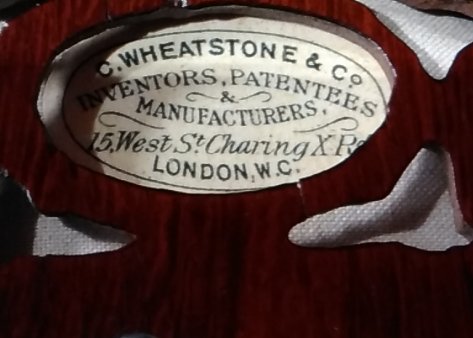 C. WHEATSTONE & Co
INVENTORS, PATENTEES
&
MANUFACTURERS,
15, West St Charing X Rd
LONDON, W.C.